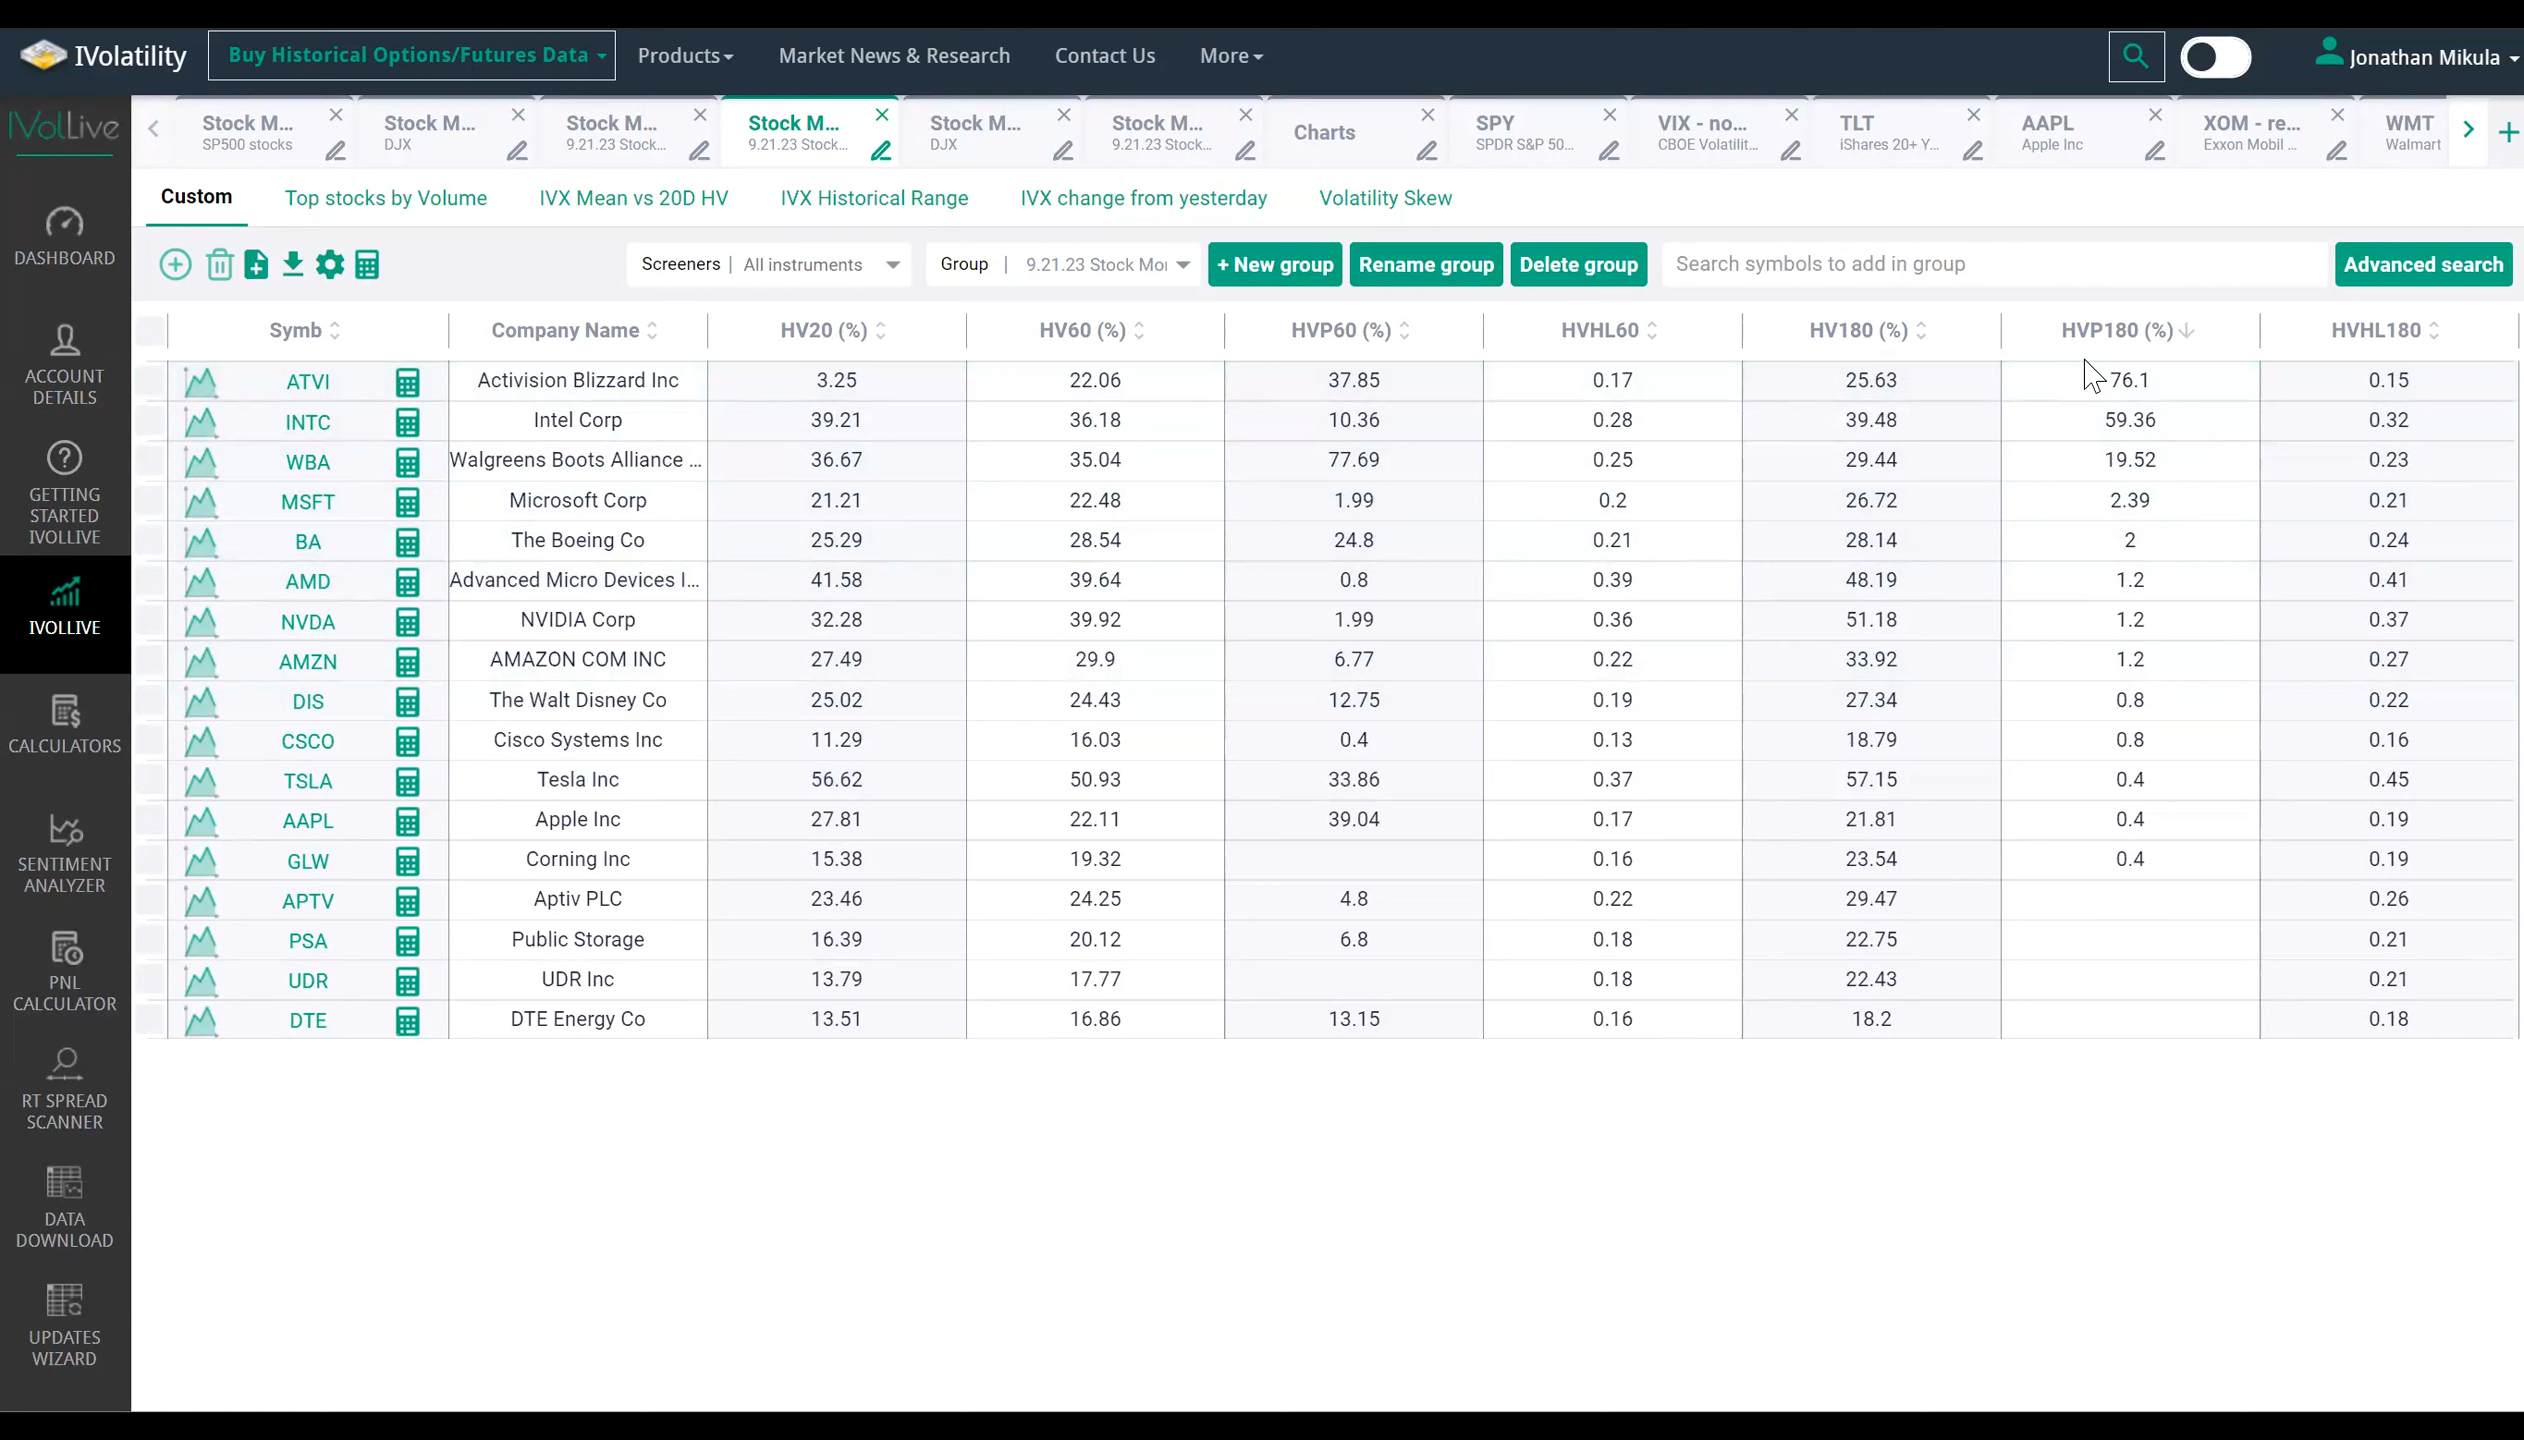 IVolatility Buy Historical Options/Futures Data Products Market News & Research Contact Us More Jonathan Mikula
IVolLive
Stock M... Stock M... Stock M... Stock M... Stock M... Stock M... Charts SPY VIX - no... TLT AAPL XOM - re... WMT
SP500 stocks DJX 9.21.23 Stock... 9.21.23 Stock... DJX 9.21.23 Stock... SPDR S&P 50... CBOE Volatilit... iShares 20+ Y... Apple Inc Exxon Mobil ... Walmart
Custom Top stocks by Volume IVX Mean vs 20D HV IVX Historical Range IVX change from yesterday Volatility Skew
Screeners | All instruments Group | 9.21.23 Stock Mo + New group Rename group Delete group Search symbols to add in group Advanced search
Symb Company Name HV20 (%) HV60 (%) HVP60 (%) HVHL60 HV180 (%) HVP180 (%) HVHL180
ATVI Activision Blizzard Inc 3.25 22.06 37.85 0.17 25.63 76.1 0.15
INTC Intel Corp 39.21 36.18 10.36 0.28 39.48 59.36 0.32
WBA Walgreens Boots Alliance ... 36.67 35.04 77.69 0.25 29.44 19.52 0.23
MSFT Microsoft Corp 21.21 22.48 1.99 0.2 26.72 2.39 0.21
BA The Boeing Co 25.29 28.54 24.8 0.21 28.14 2 0.24
AMD Advanced Micro Devices I... 41.58 39.64 0.8 0.39 48.19 1.2 0.41
NVDA NVIDIA Corp 32.28 39.92 1.99 0.36 51.18 1.2 0.37
AMZN AMAZON COM INC 27.49 29.9 6.77 0.22 33.92 1.2 0.27
DIS The Walt Disney Co 25.02 24.43 12.75 0.19 27.34 0.8 0.22
CSCO Cisco Systems Inc 11.29 16.03 0.4 0.13 18.79 0.8 0.16
TSLA Tesla Inc 56.62 50.93 33.86 0.37 57.15 0.4 0.45
AAPL Apple Inc 27.81 22.11 39.04 0.17 21.81 0.4 0.19
GLW Corning Inc 15.38 19.32 0.16 23.54 0.4 0.19
APTV Aptiv PLC 23.46 24.25 4.8 0.22 29.47 0.26
PSA Public Storage 16.39 20.12 6.8 0.18 22.75 0.21
UDR UDR Inc 13.79 17.77 0.18 22.43 0.21
DTE DTE Energy Co 13.51 16.86 13.15 0.16 18.2 0.18
DASHBOARD
ACCOUNT
DETAILS
GETTING
STARTED
IVOLLIVE
IVOLLIVE
CALCULATORS
SENTIMENT
ANALYZER
PNL
CALCULATOR
RT SPREAD
SCANNER
DATA
DOWNLOAD
UPDATES
WIZARD